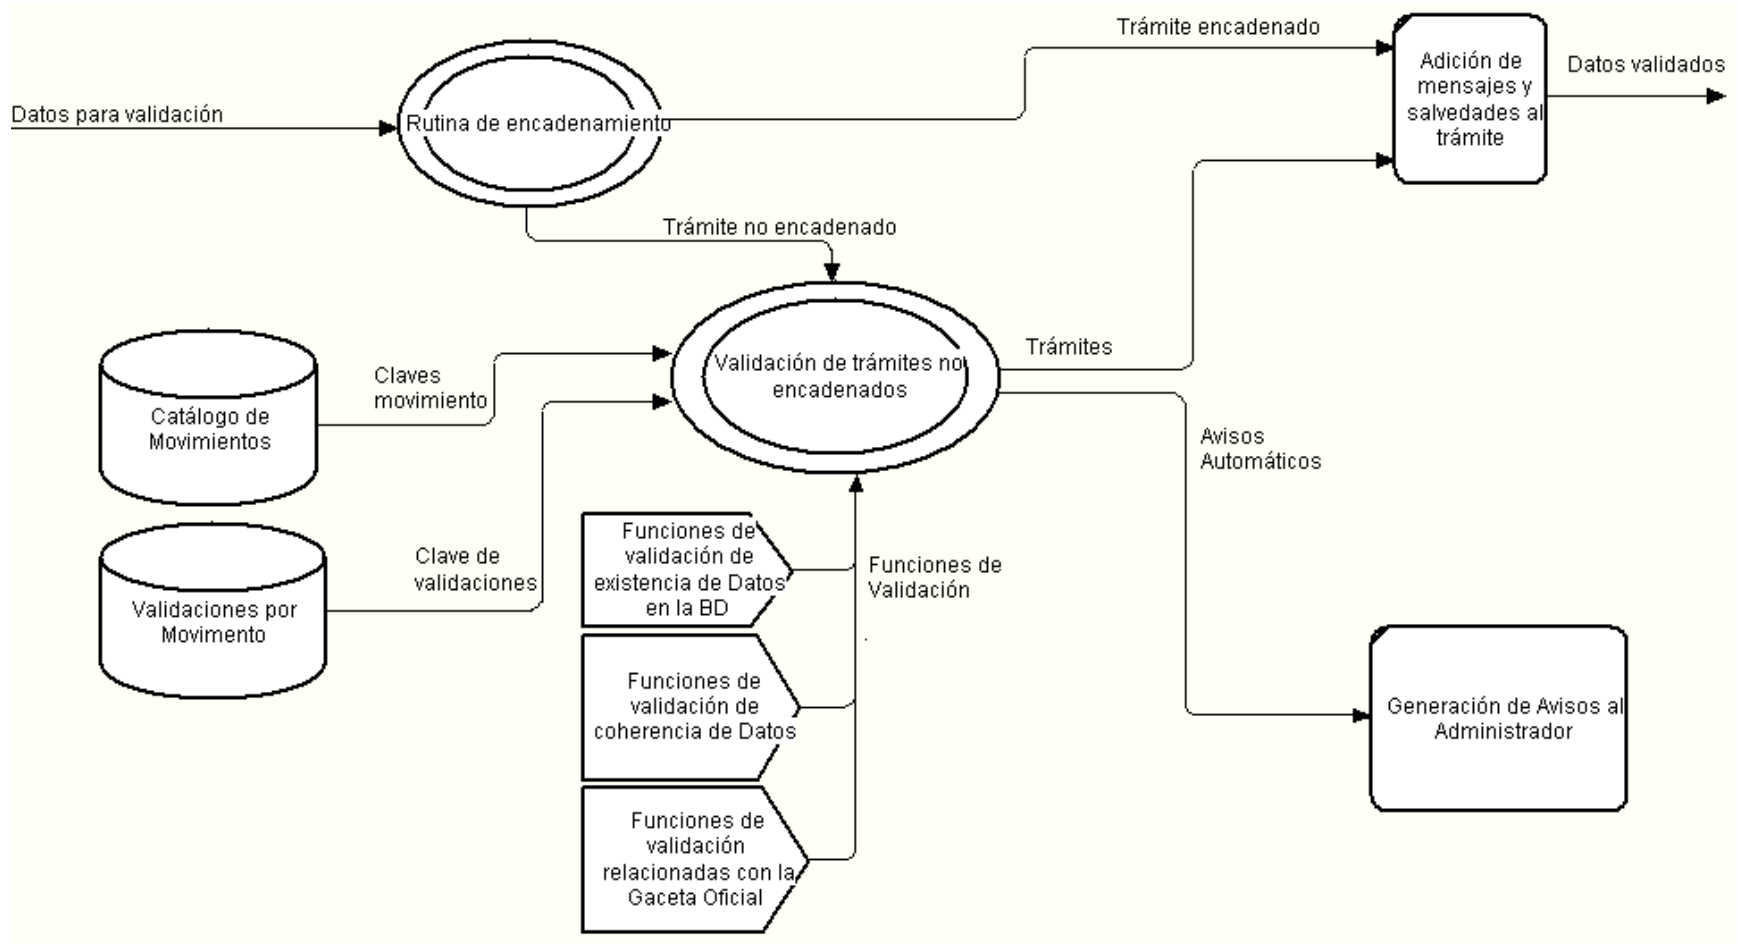 Trámite encadenado
Adición de
mensajes y
salvedades al
trámite
Datos validados
Datos para validación
Rutina de encadenamiento
Trámite no encadenado
Validación de trámites no
encadenados
Trámites
Claves
movimiento
Catálogo de
Movimientos
Avisos
Automáticos
Clave de
validaciones
Validaciones por
Movimento
Funciones de
validación de
existencia de Datos
en la BD
Funciones de
Validación
Funciones de
validación de
coherencia de Datos
Generación de Avisos al
Administrador
Funciones de
validación
relacionadas con la
Gaceta Oficial